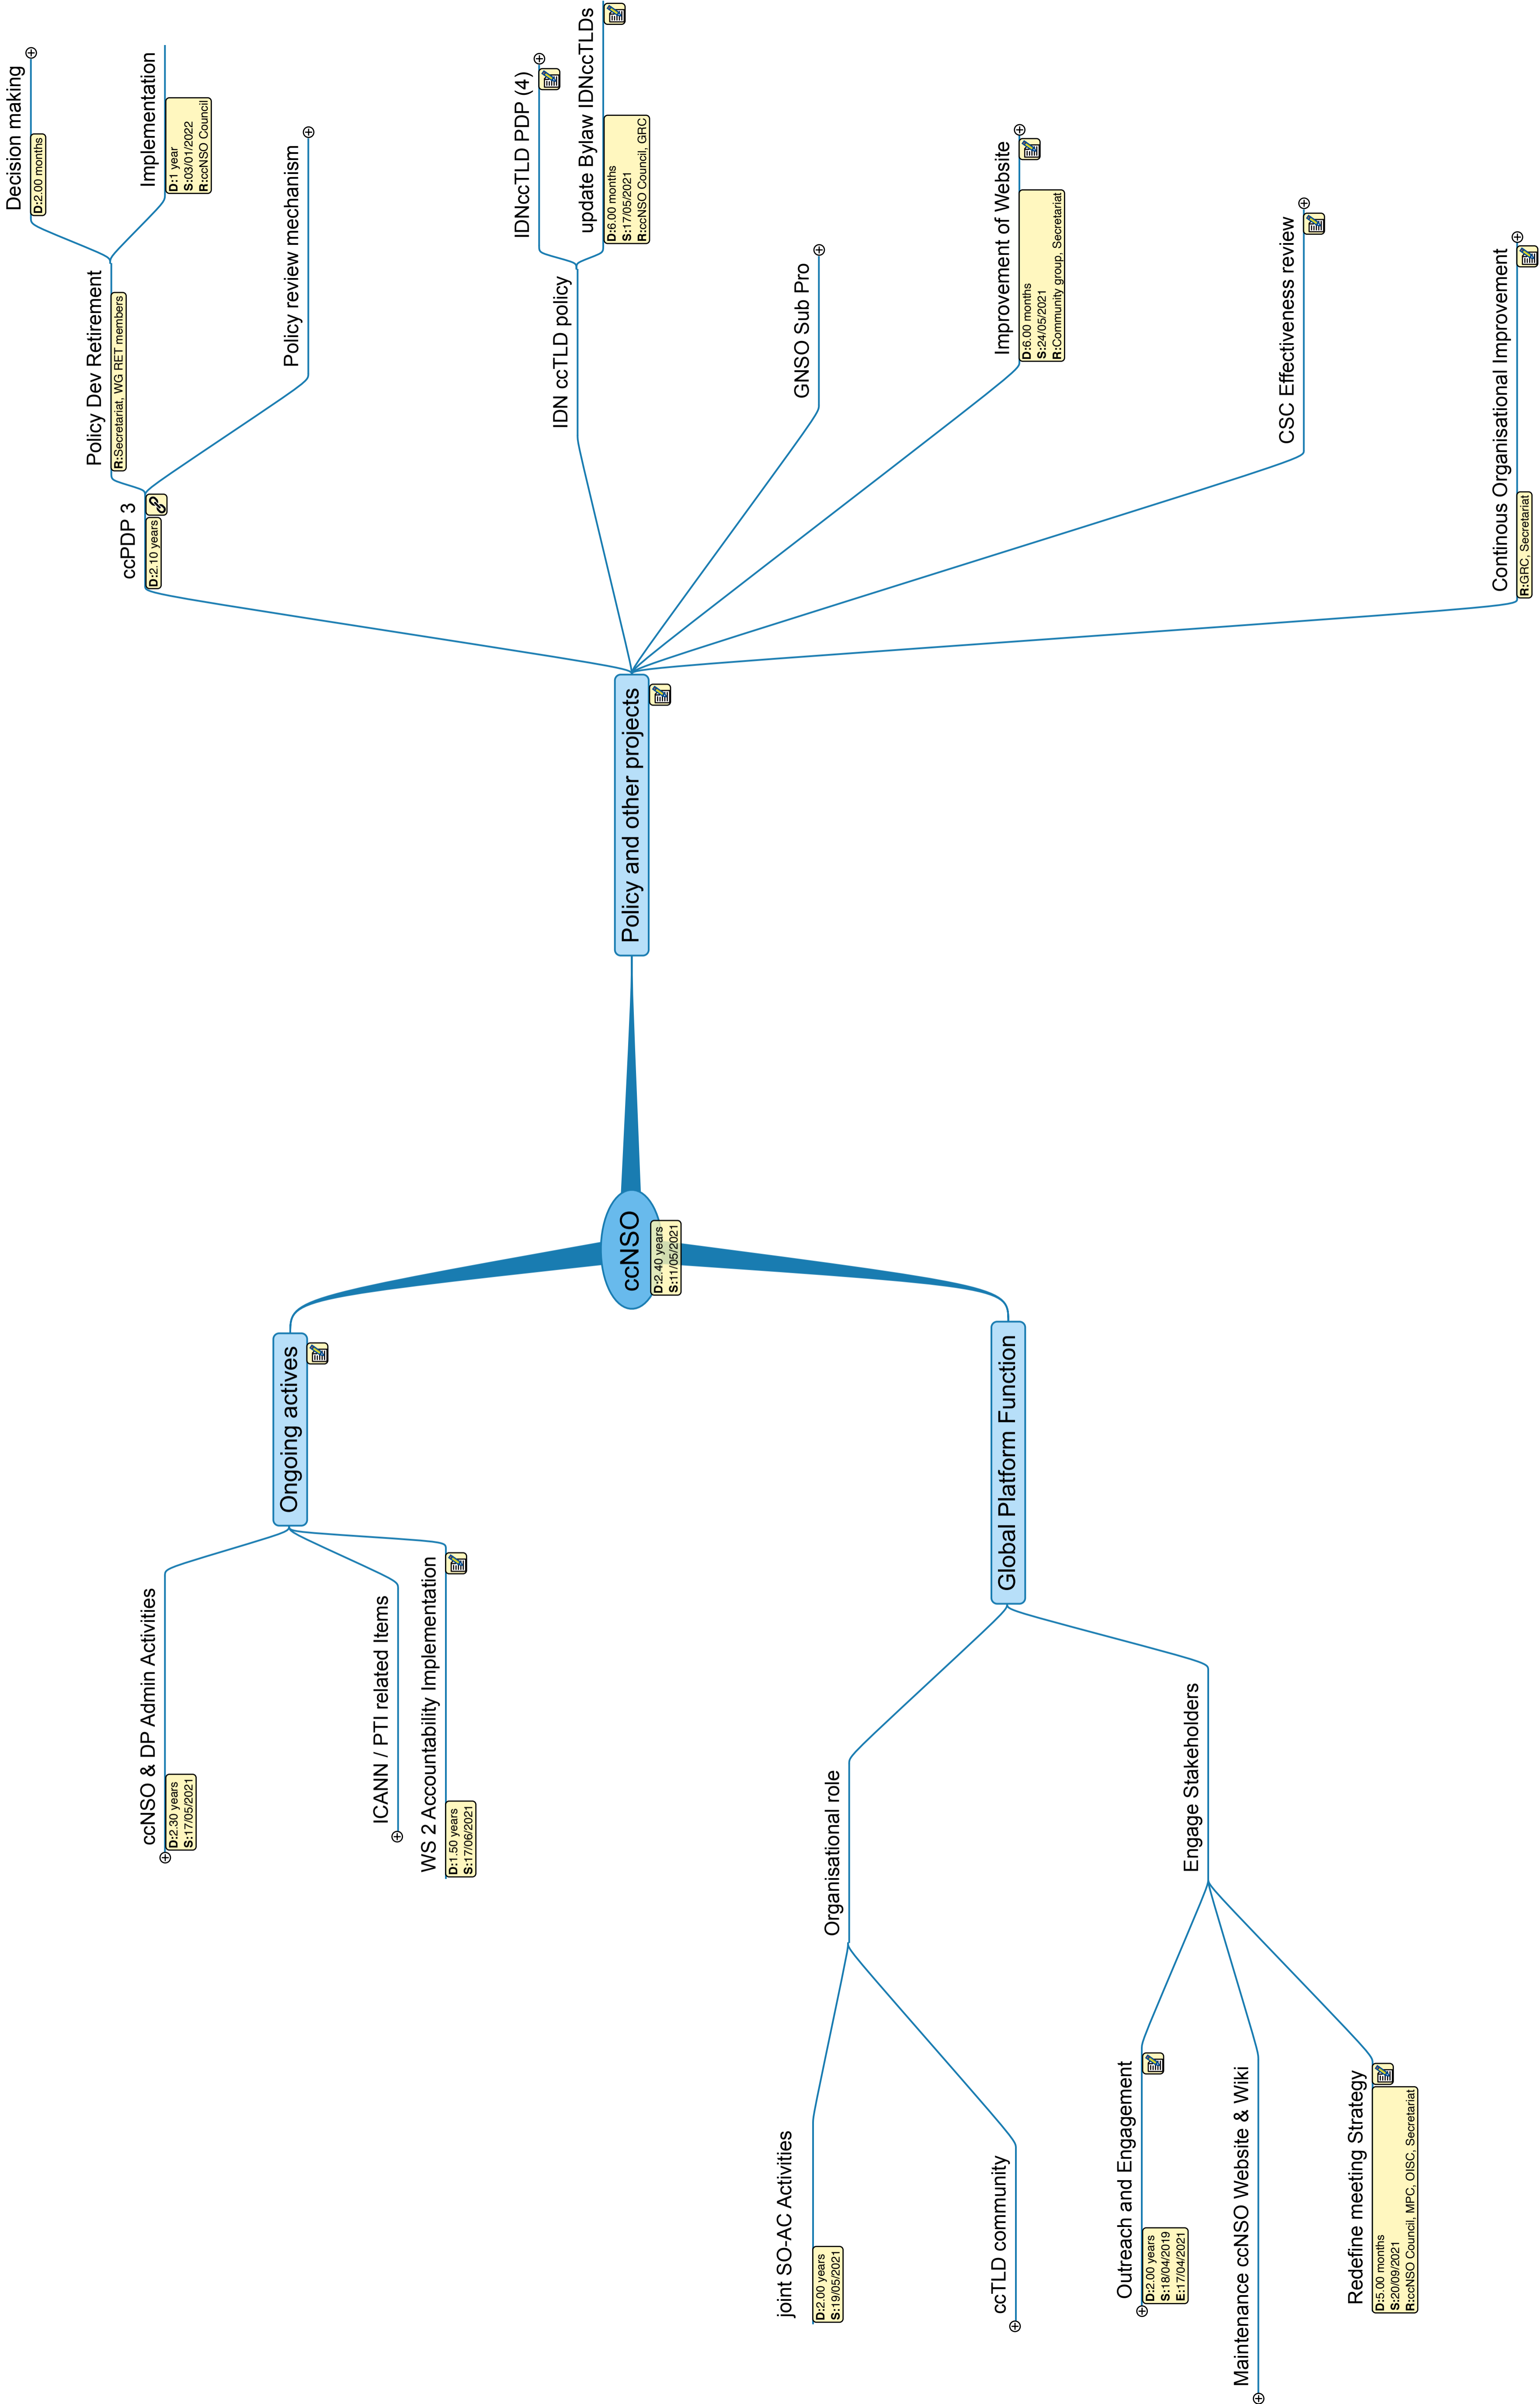 ccNSO
D:2.40 years
S:11/05/2021
Policy and other projects
ccPDP 3
D:2.10 years
Policy Dev Retirement
R:Secretariat, WG RET members
Decision making
D:2.00 months
Implementation
D:1 year
S:03/01/2022
R:ccNSO Council
Policy review mechanism
IDN ccTLD policy
IDNccTLD PDP (4)
update Bylaw IDNccTLDs
D:6.00 months
S:17/05/2021
R:ccNSO Council, GRC
GNSO Sub Pro
Improvement of Website
D:6.00 months
S:24/05/2021
R:Community group, Secretariat
CSC Effectiveness review
Continous Organisational Improvement
R:GRC, Secretariat
Global Platform Function
Organisational role
joint SO-AC Activities
D:2.00 years
S:19/05/2021
ccTLD community
Engage Stakeholders
Outreach and Engagement
D:2.00 years
S:18/04/2019
E:17/04/2021
Maintenance ccNSO Website & Wiki
Redefine meeting Strategy
D:5.00 months
S:20/09/2021
R:ccNSO Council, MPC, OISC, Secretariat
Ongoing actives
ccNSO & DP Admin Activities
D:2.30 years
S:17/05/2021
ICANN / PTI related Items
WS 2 Accountability Implementation
D:1.50 years
S:17/06/2021